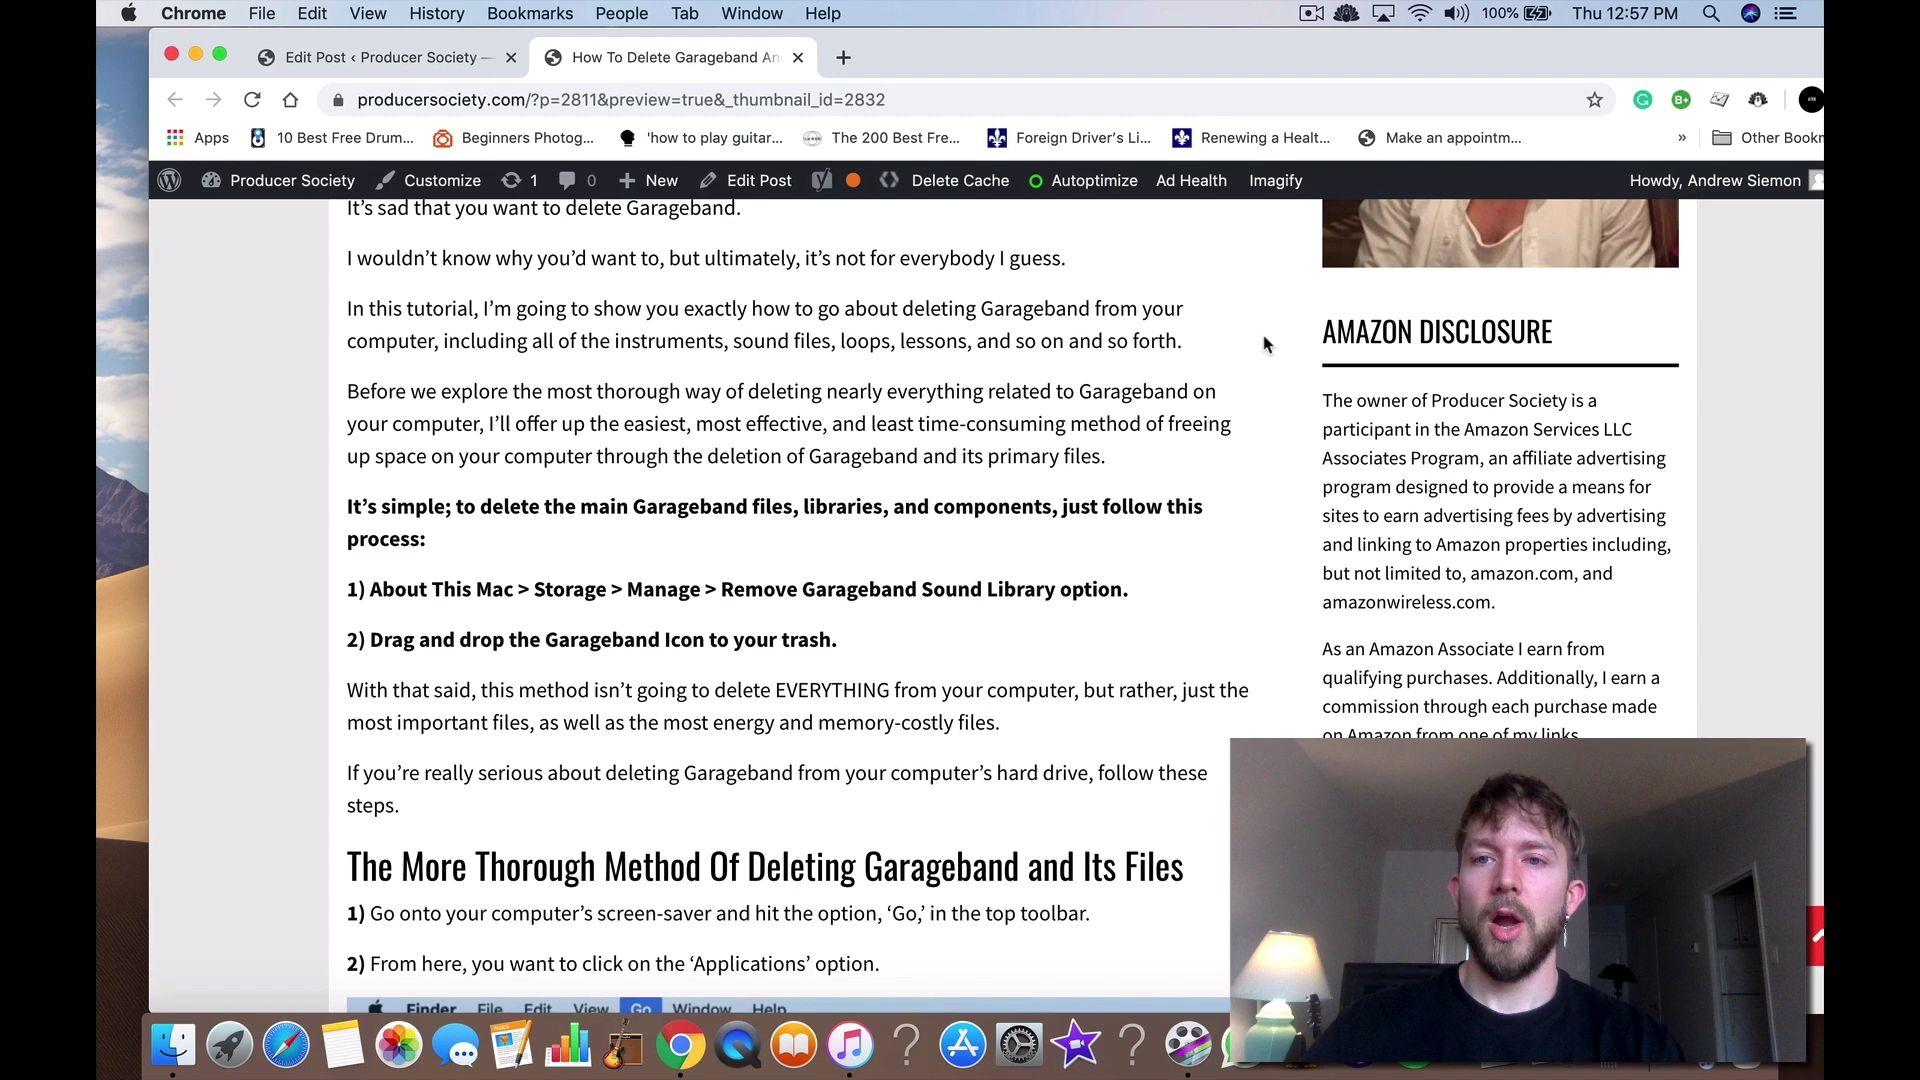 Chrome File Edit View History Bookmarks People Tab Window Help 100% Thu 12:57 PM
Edit Post ‹ Producer Society — How To Delete Garageband An
producersociety.com/?p=2811&preview=true&_thumbnail_id=2832
Apps 10 Best Free Drum... Beginners Photog... 'how to play guitar... The 200 Best Fre... Foreign Driver's Li... Renewing a Healt... Make an appointm... » Other Bookm
Producer Society Customize 1 0 New Edit Post Delete Cache Autoptimize Ad Health Imagify Howdy, Andrew Siemon
It's sad that you want to delete Garageband.
I wouldn't know why you'd want to, but ultimately, it's not for everybody I guess.
In this tutorial, I'm going to show you exactly how to go about deleting Garageband from your
computer, including all of the instruments, sound files, loops, lessons, and so on and so forth.
Before we explore the most thorough way of deleting nearly everything related to Garageband on
your computer, I'll offer up the easiest, most effective, and least time-consuming method of freeing
up space on your computer through the deletion of Garageband and its primary files.
It's simple; to delete the main Garageband files, libraries, and components, just follow this
process:
1) About This Mac > Storage > Manage > Remove Garageband Sound Library option.
2) Drag and drop the Garageband Icon to your trash.
With that said, this method isn't going to delete EVERYTHING from your computer, but rather, just the
most important files, as well as the most energy and memory-costly files.
If you're really serious about deleting Garageband from your computer's hard drive, follow these
steps.
The More Thorough Method Of Deleting Garageband and Its Files
1) Go onto your computer's screen-saver and hit the option, 'Go,' in the top toolbar.
2) From here, you want to click on the 'Applications' option.
Finder File Edit View Go Window Help
AMAZON DISCLOSURE
The owner of Producer Society is a
participant in the Amazon Services LLC
Associates Program, an affiliate advertising
program designed to provide a means for
sites to earn advertising fees by advertising
and linking to Amazon properties including,
but not limited to, amazon.com, and
amazonwireless.com.
As an Amazon Associate I earn from
qualifying purchases. Additionally, I earn a
commission through each purchase made
on Amazon from one of my links.